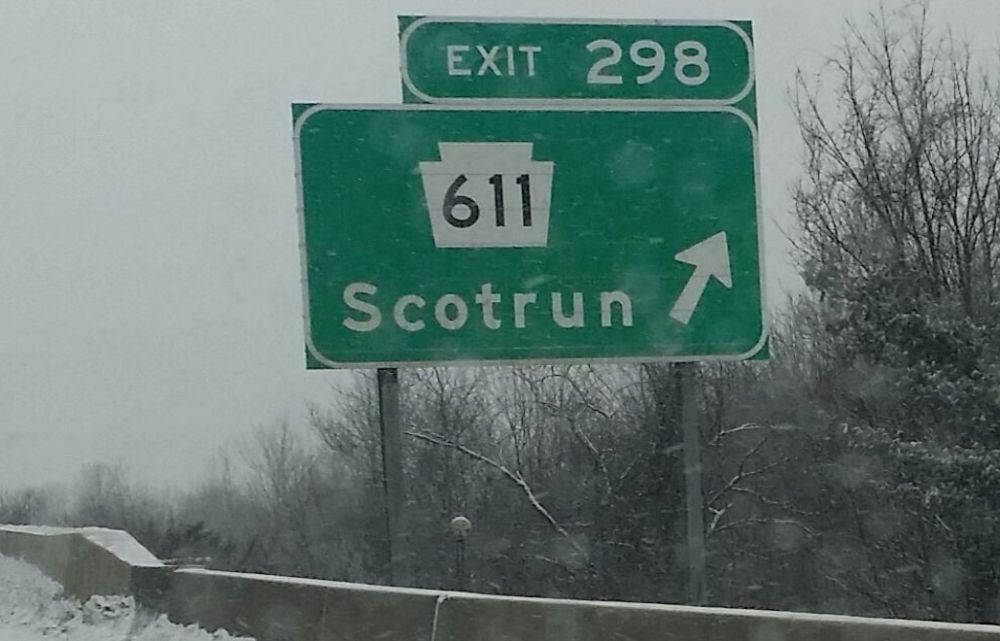 EXIT 298
611
Scotrun